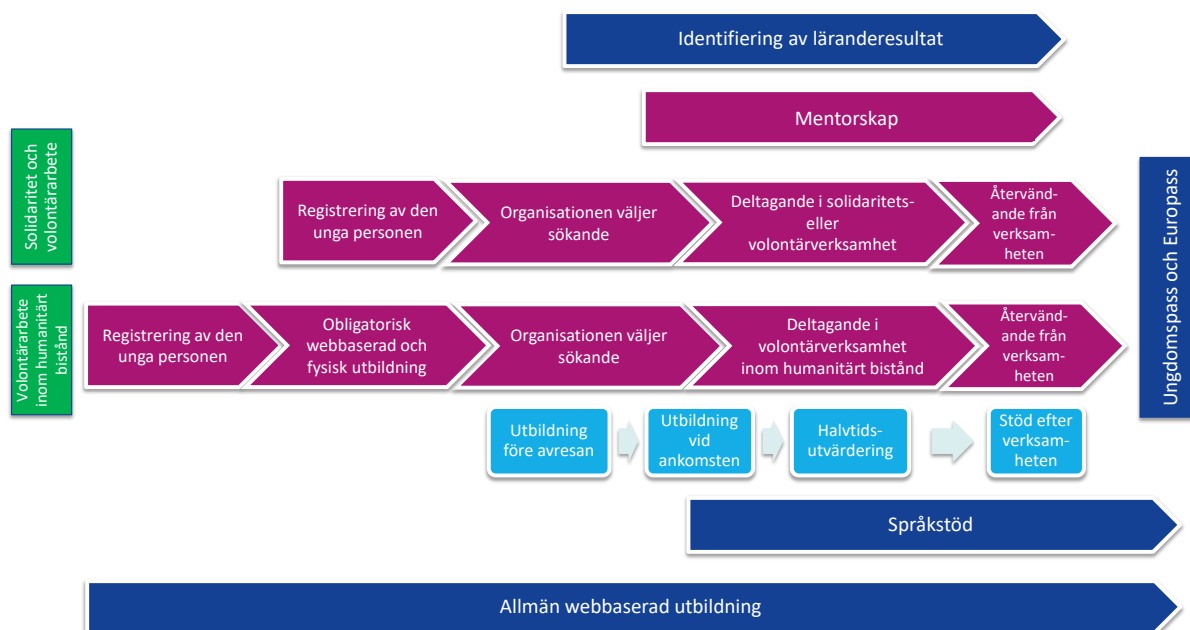 Identifiering av läranderesultat
Mentorskap
Solidaritet och
volontärarbete
Registrering av den
unga personen
Organisationen väljer
sökande
Deltagande i solidaritets-
eller
volontärverksamhet
Återvänd-
ande från
verksam-
heten
Ungdomspass och Europass
Volontärarbete
inom humanitärt
bistånd
Registrering av den
unga personen
Obligatorisk
webbaserad och
fysisk utbildning
Organisationen väljer
sökande
Deltagande i
volontärverksamhet
inom humanitärt bistånd
Återvänd-
ande från
verksam-
heten
Utbildning
före avresan
Utbildning
vid
ankomsten
Halvtids-
utvärdering
Stöd efter
verksam-
heten
Språkstöd
Allmän webbaserad utbildning